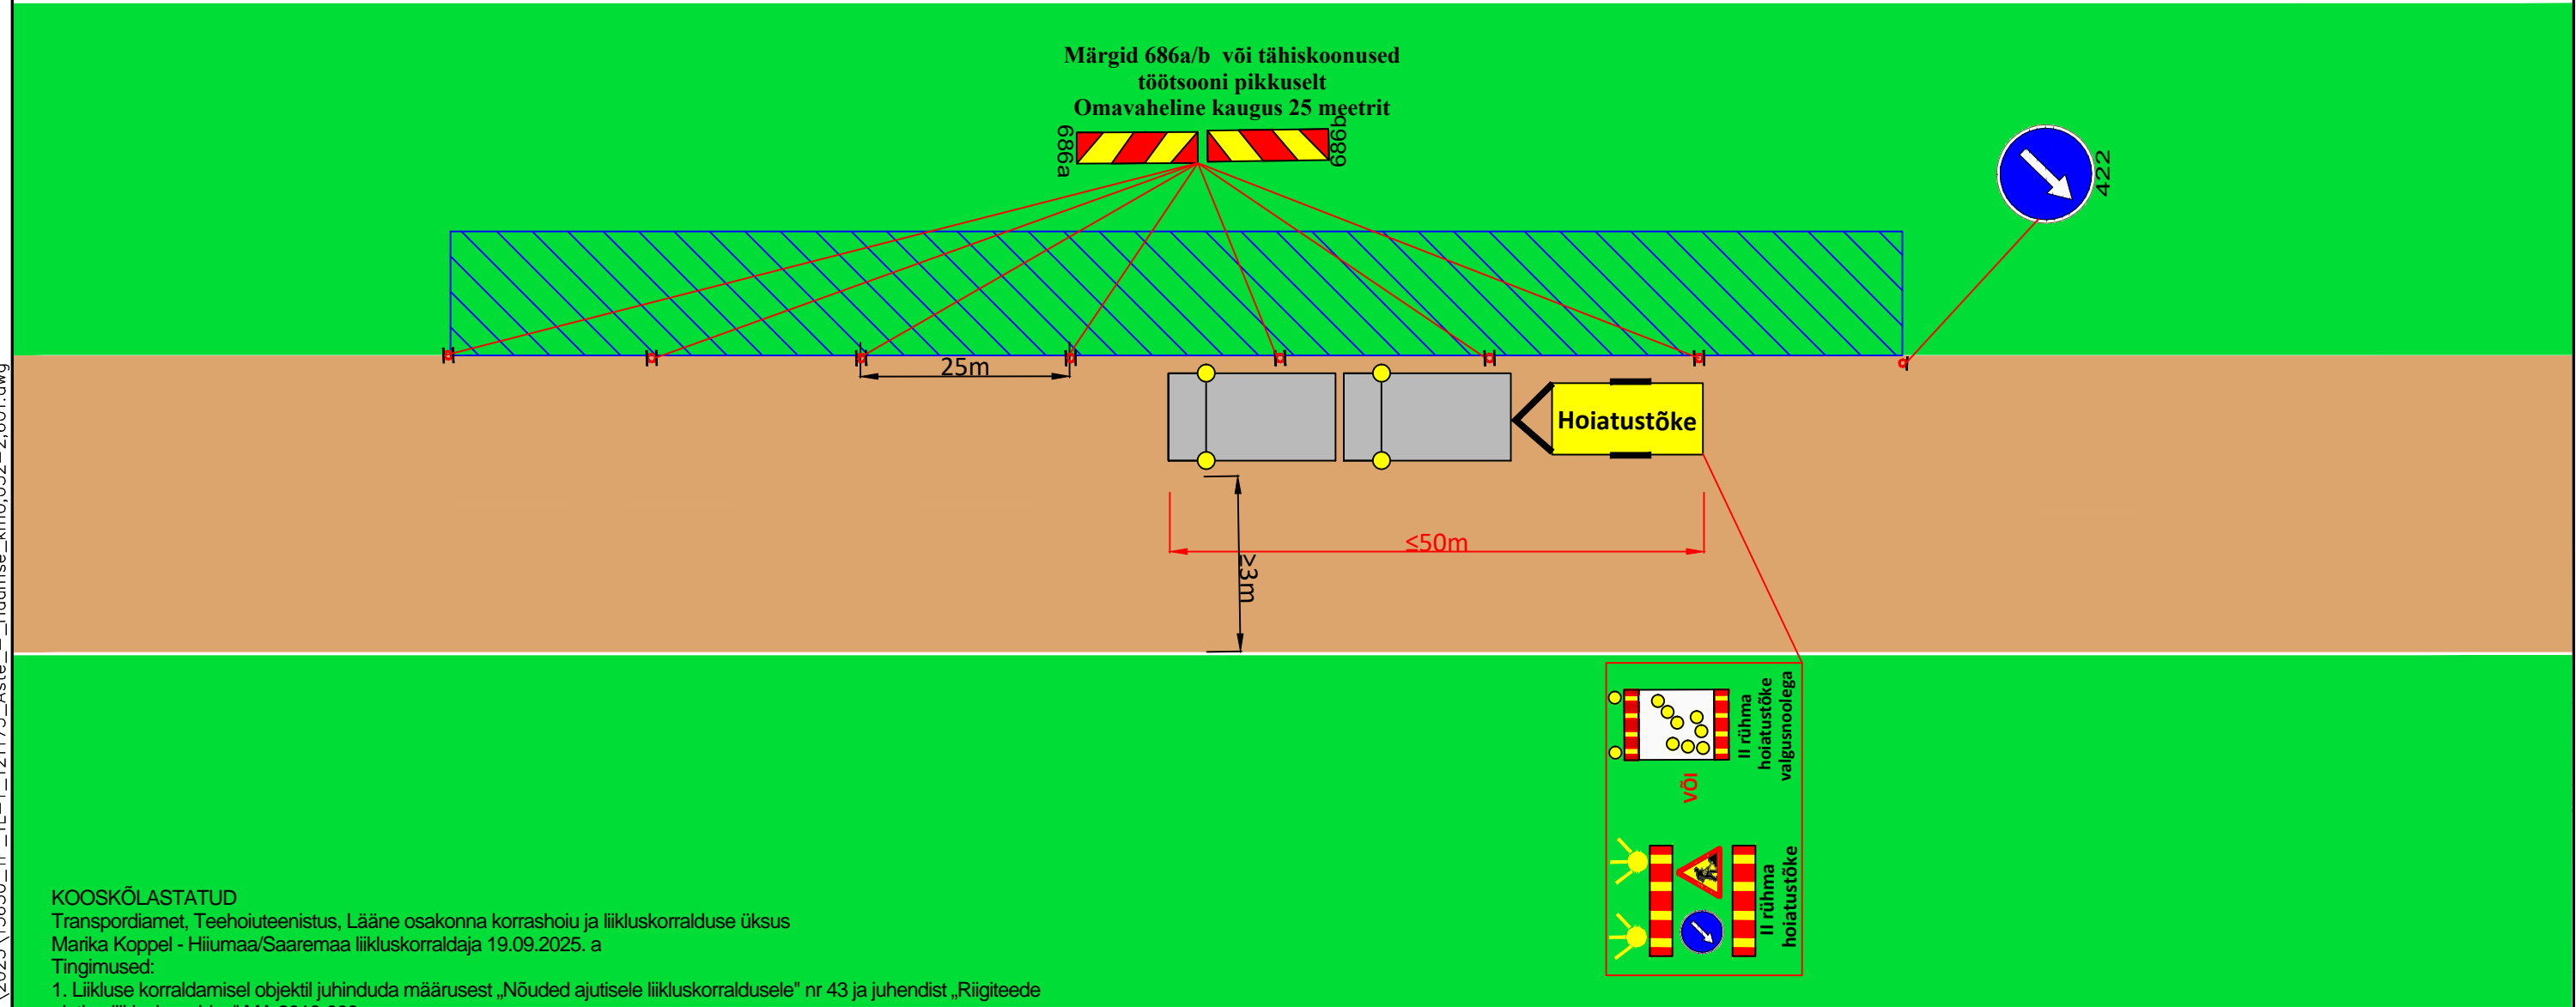 Märgid 686a/b või tähiskoonused
töötsooni pikkuselt
Omavaheline kaugus 25 meetrit
686a
686b
422
25m
Hoiatustõke
≤50m
≥3m
II rühma
hoiatustõke
valgusnoolega
VÕI
II rühma
hoiatustõke
KOOSKÕLASTATUD
Transpordiamet, Teehoiuteenistus, Lääne osakonna korrashoiu ja liikluskorralduse üksus
Marika Koppel - Hiiumaa/Saaremaa liikluskorraldaja 19.09.2025. a
Tingimused:
1. Liikluse korraldamisel objektil juhinduda määrusest „Nõuded ajutisele liikluskorraldusele" nr 43 ja juhendist „Riigiteede